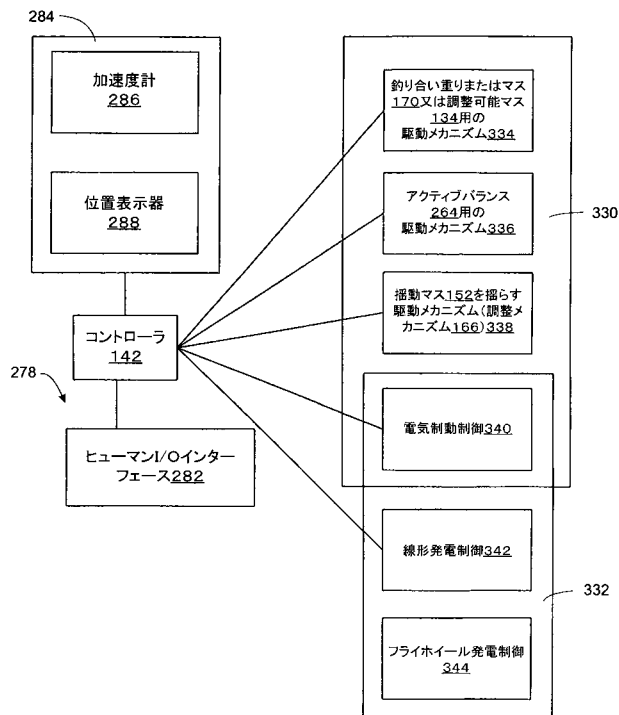 284
加速度計
286
位置表示器
288
コントローラ
142
278
ヒューマンI/Oインター
フェース282
釣り合い重りまたはマス
170又は調整可能マス
134用の
駆動メカニズム334
アクティブバランス
264用の
駆動メカニズム336
揺動マス152を揺らす
駆動メカニズム(調整メ
カニズム166)338
電気制動制御340
330
線形発電制御342
332
フライホイール発電制御
344